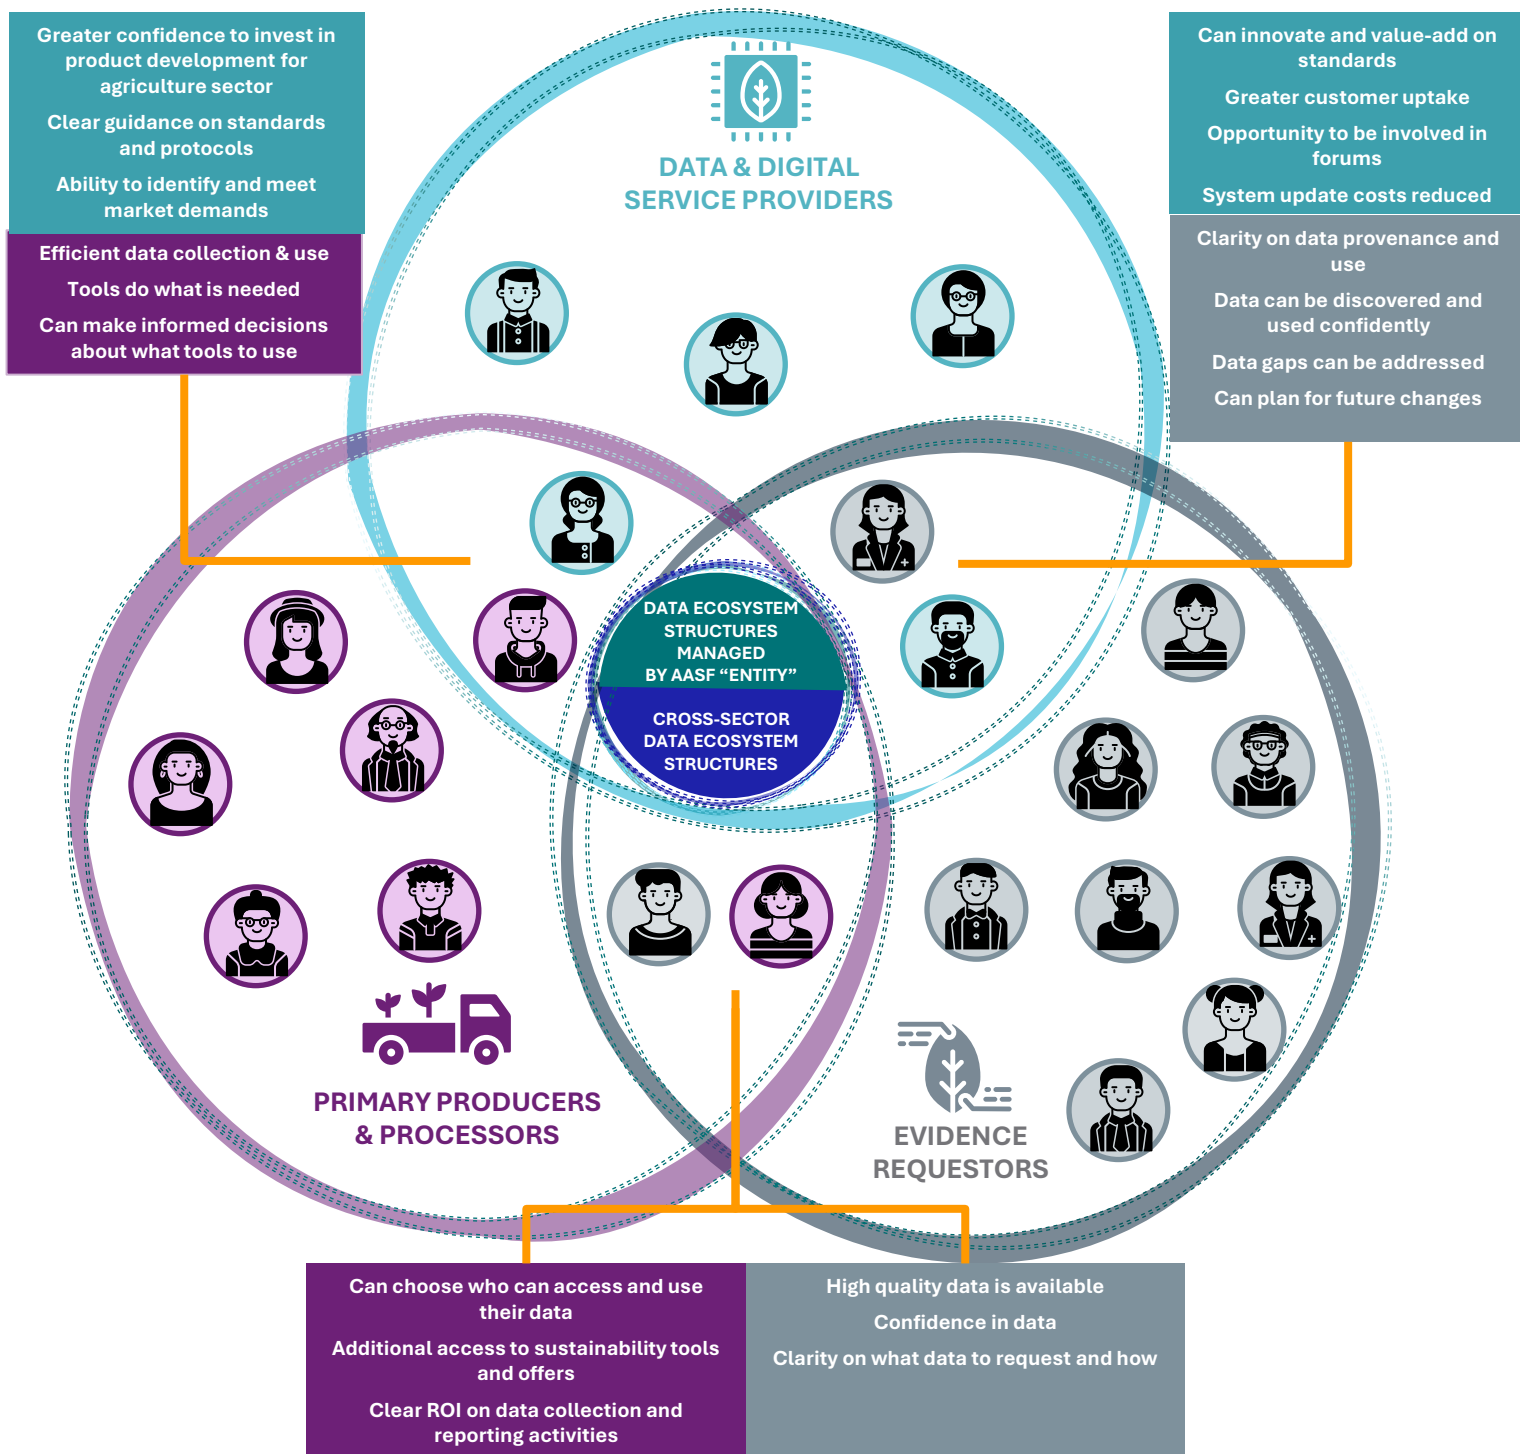 Greater confidence to invest in
product development for
agriculture sector
Clear guidance on standards
and protocols
Ability to identify and meet
market demands
Efficient data collection & use
Tools do what is needed
Can make informed decisions
about what tools to use
DATA & DIGITAL
SERVICE PROVIDERS
Can innovate and value-add on
standards
Greater customer uptake
Opportunity to be involved in
forums
System update costs reduced
Clarity on data provenance and
use
Data can be discovered and
used confidently
Data gaps can be addressed
Can plan for future changes
DATA ECOSYSTEM
STRUCTURES
MANAGED
BY AASF “ENTITY”
CROSS-SECTOR
DATA ECOSYSTEM
STRUCTURES
PRIMARY PRODUCERS
& PROCESSORS
EVIDENCE
REQUESTORS
Can choose who can access and use
their data
Additional access to sustainability tools
and offers
Clear ROI on data collection and
reporting activities
High quality data is available
Confidence in data
Clarity on what data to request and how